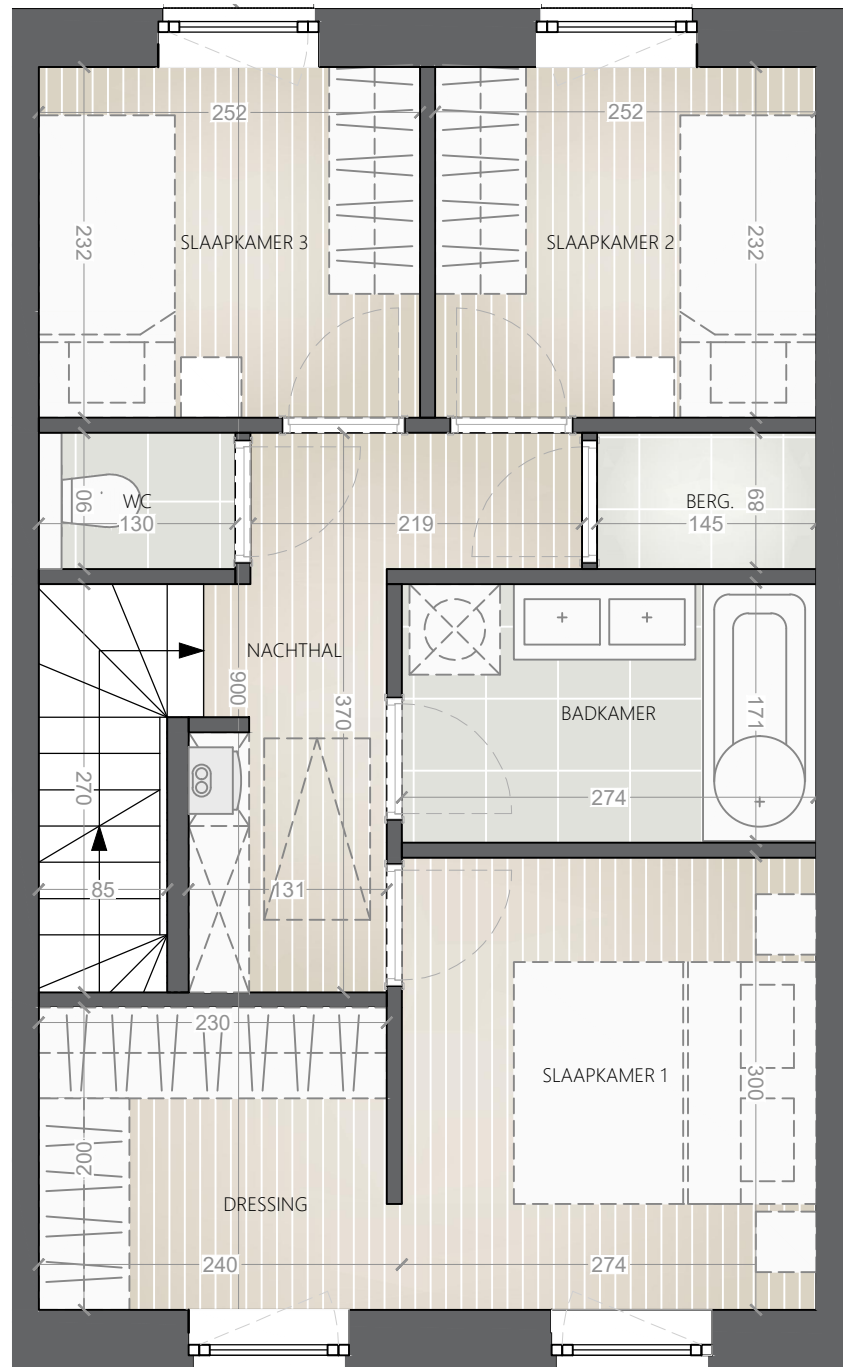 252
252
232
SLAAPKAMER 3
SLAAPKAMER 2
232
90
WC
130
219
BERG.
145
89
NACHTHAL
900
370
BADKAMER
171
274
270
85
131
230
SLAAPKAMER 1
300
200
DRESSING
240
274